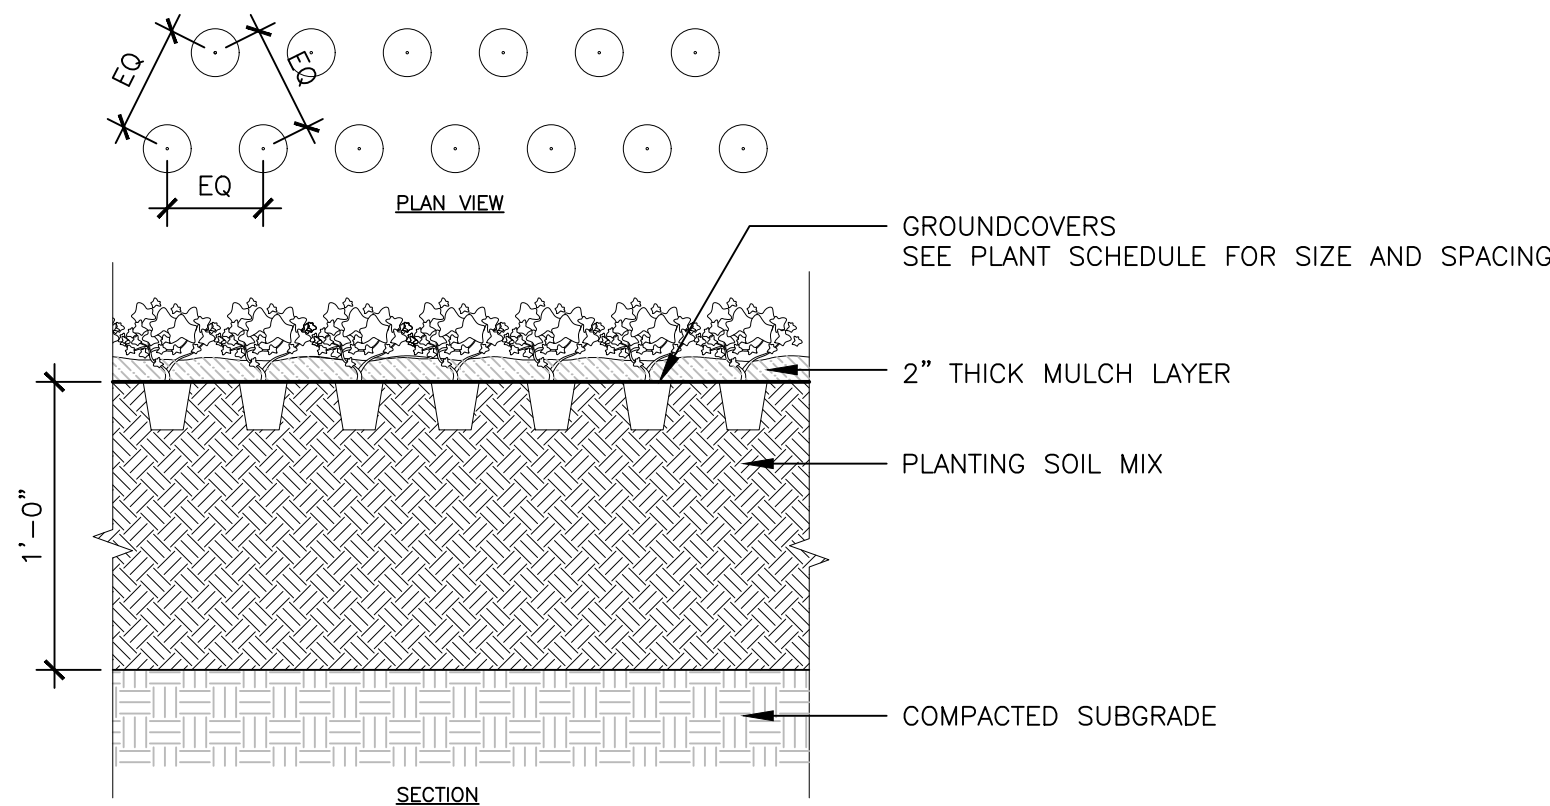 EQ
EQ
EQ
PLAN VIEW
GROUNDCOVERS
SEE PLANT SCHEDULE FOR SIZE AND SPACING
2” THICK MULCH LAYER
PLANTING SOIL MIX
1’-0”
COMPACTED SUBGRADE
SECTION